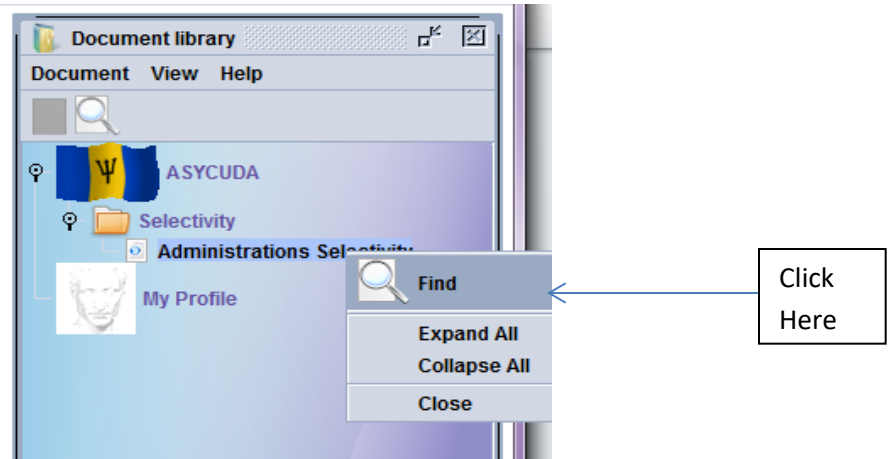 Document library
Document View Help
ASYCUDA
Selectivity
Administrations Selectivity
My Profile
Find
Expand All
Collapse All
Close
Click
Here